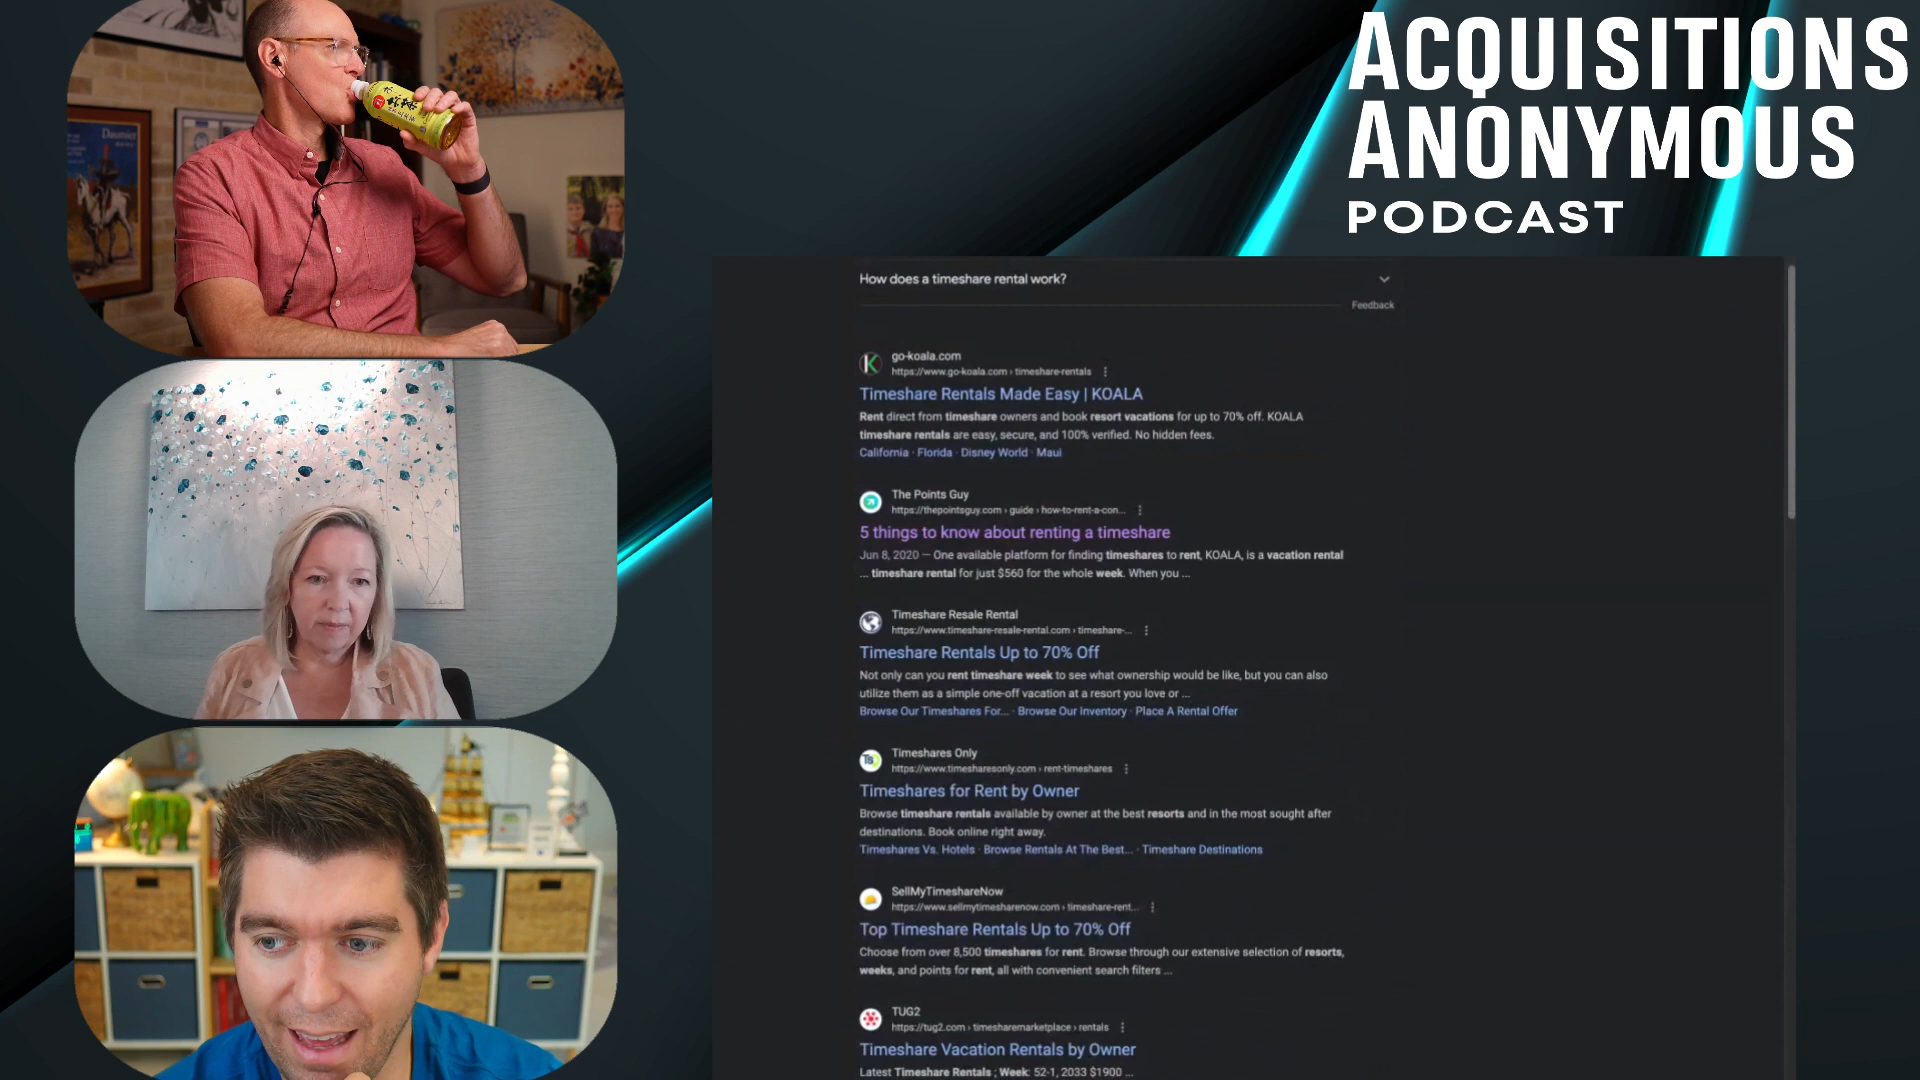 ACQUISITIONS
ANONYMOUS
PODCAST
Daumier
How does a timeshare rental work?
Feedback
go-koala.com
https://www.go-koala.com › timeshare-rentals
Timeshare Rentals Made Easy | KOALA
Rent direct from timeshare owners and book resort vacations for up to 70% off. KOALA
timeshare rentals are easy, secure, and 100% verified. No hidden fees.
California · Florida · Disney World · Maui
The Points Guy
https://thepointsguy.com › guide › how-to-rent-a-con...
5 things to know about renting a timeshare
Jun 8, 2020 — One available platform for finding timeshares to rent, KOALA, is a vacation rental
... timeshare rental for just $560 for the whole week. When you ...
Timeshare Resale Rental
https://www.timeshare-resale-rental.com › timeshare-...
Timeshare Rentals Up to 70% Off
Not only can you rent timeshare week to see what ownership would be like, but you can also
utilize them as a simple one-off vacation at a resort you love or ...
Browse Our Timeshares For... · Browse Our Inventory · Place A Rental Offer
Timeshares Only
https://www.timesharesonly.com › rent-timeshares
Timeshares for Rent by Owner
Browse timeshare rentals available by owner at the best resorts and in the most sought after
destinations. Book online right away.
Timeshares Vs. Hotels · Browse Rentals At The Best... · Timeshare Destinations
SellMyTimeshareNow
https://www.sellmytimesharenow.com › timeshare-rent...
Top Timeshare Rentals Up to 70% Off
Choose from over 8,500 timeshares for rent. Browse through our extensive selection of resorts,
weeks, and points for rent, all with convenient search filters ...
TUG2
https://tug2.com › timesharemarketplace › rentals
Timeshare Vacation Rentals by Owner
Latest Timeshare Rentals ; Week: 52-1, 2033 $1900 ...